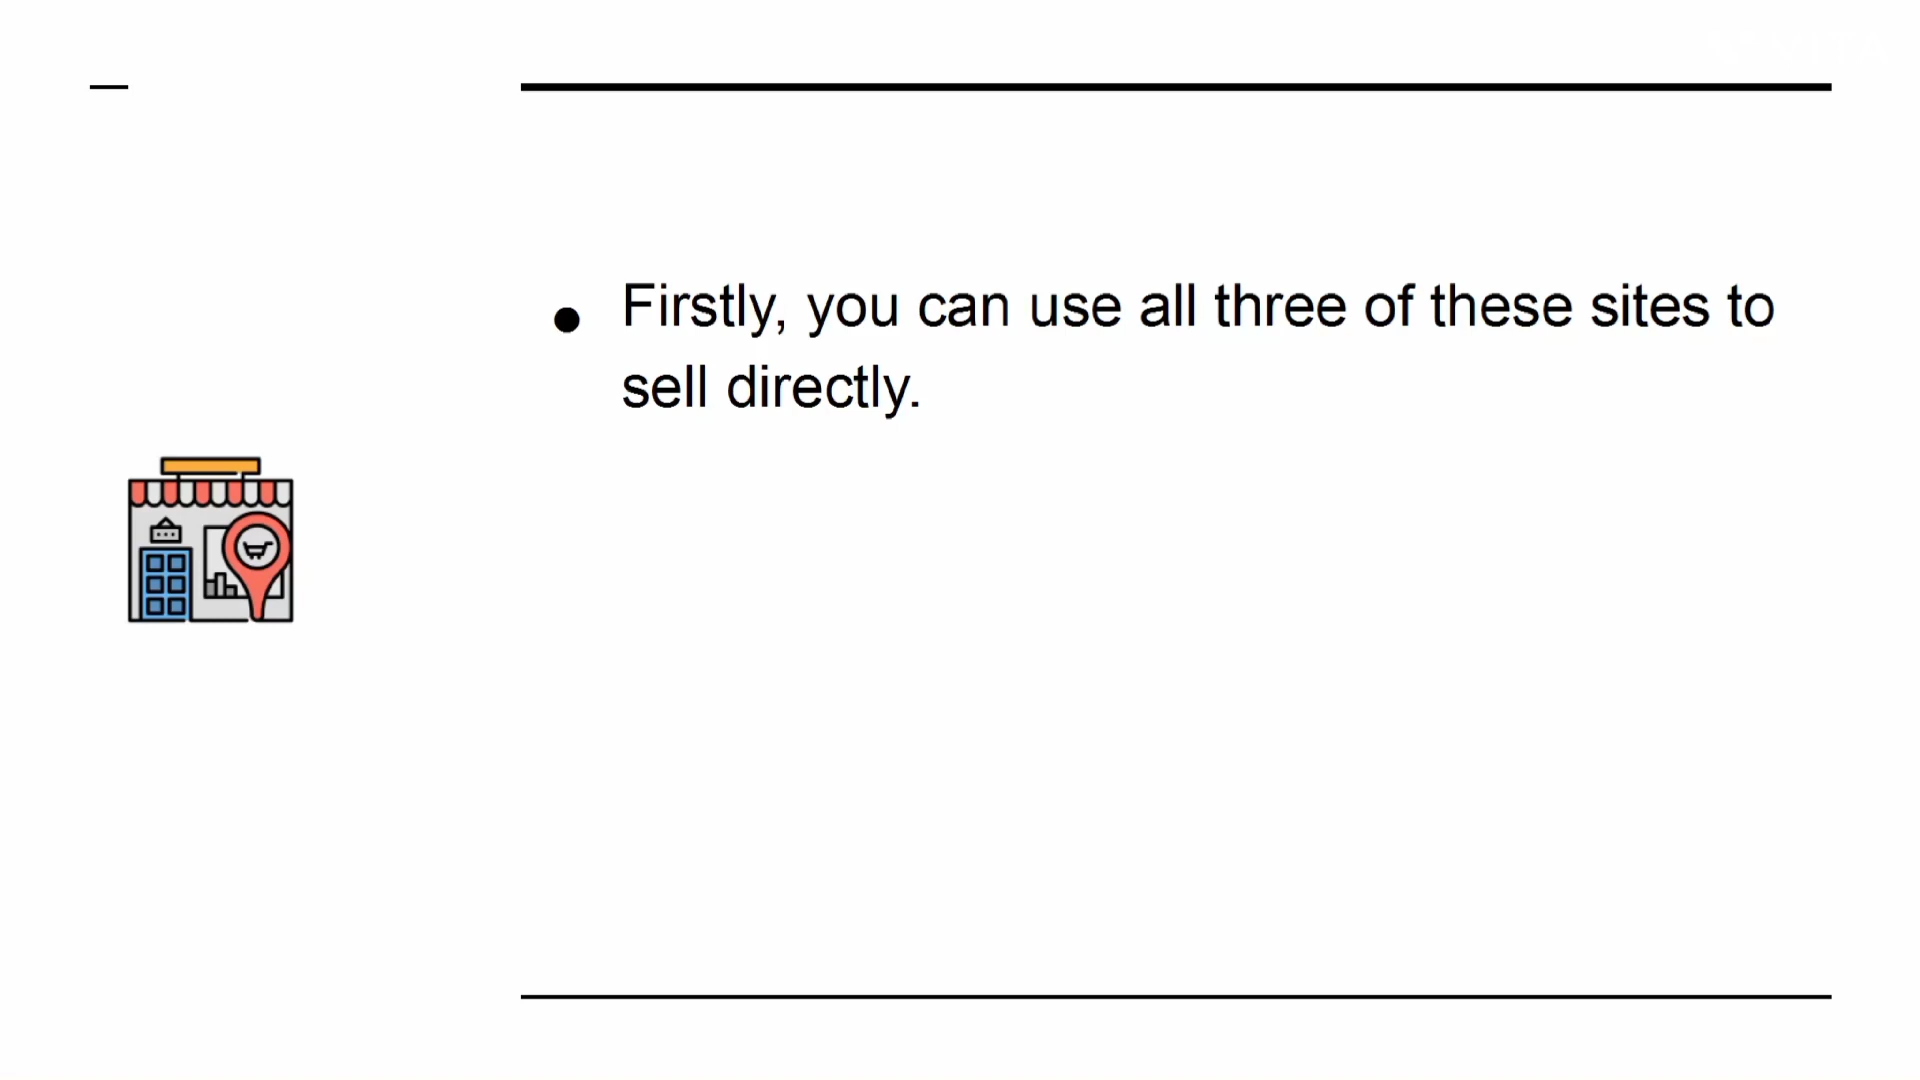 Firstly, you can use all three of these sites to
sell directly.